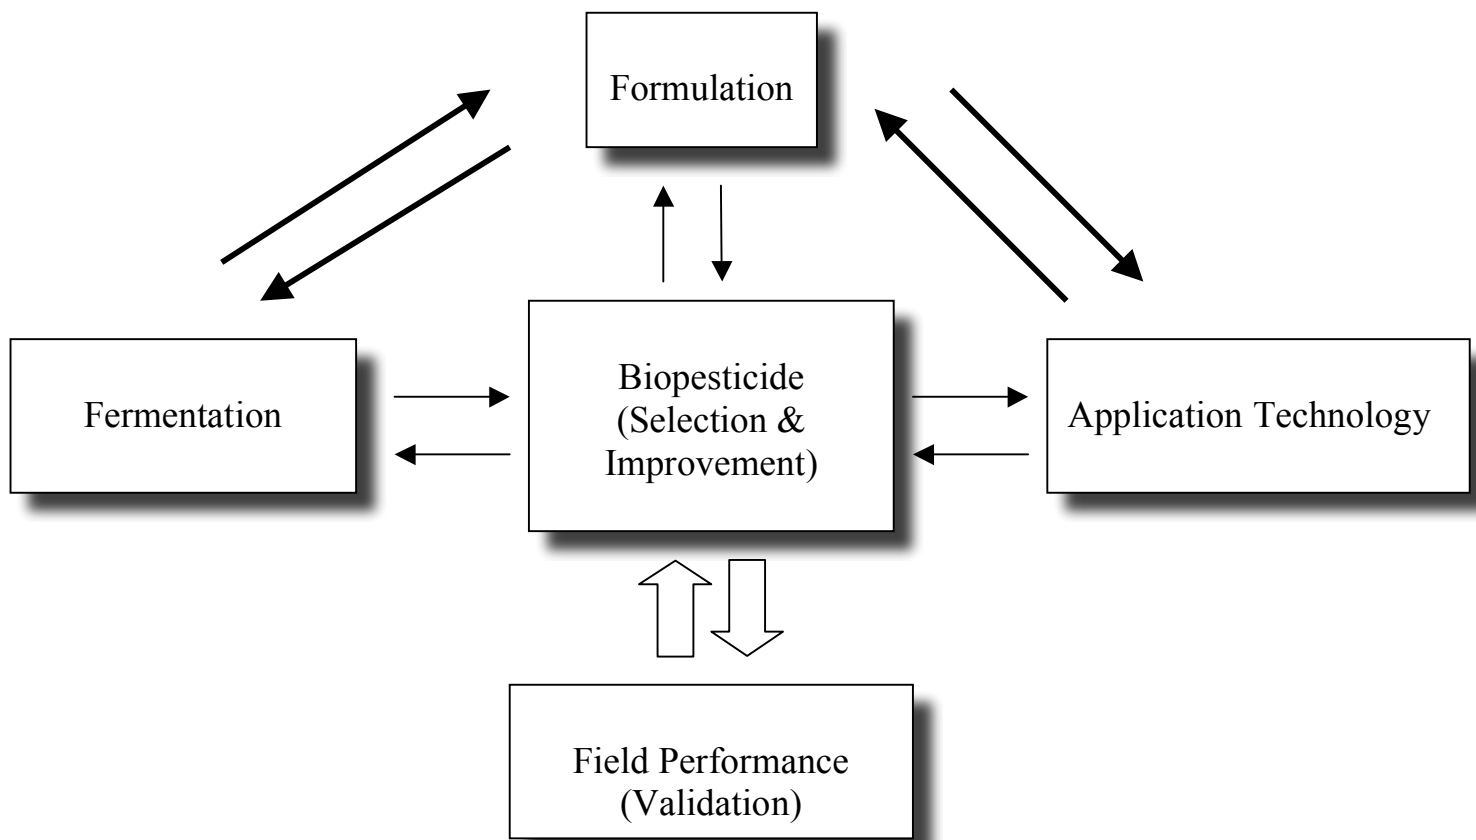 Formulation
Biopesticide
(Selection &
Improvement)
Fermentation
Application Technology
Field Performance
(Validation)